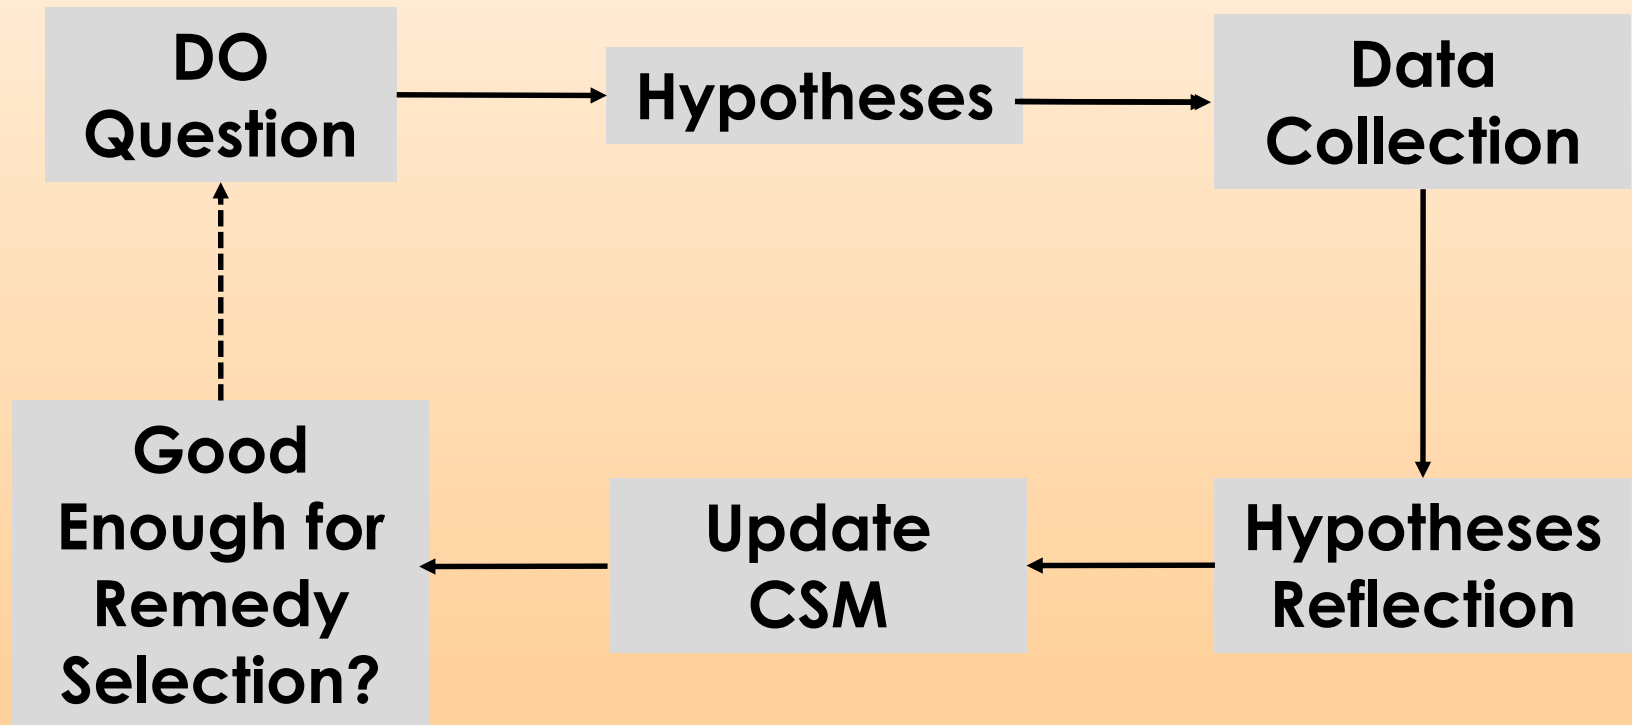 DO
Question
Hypotheses
Data
Collection
Hypotheses
Reflection
Update
CSM
Good
Enough for
Remedy
Selection?